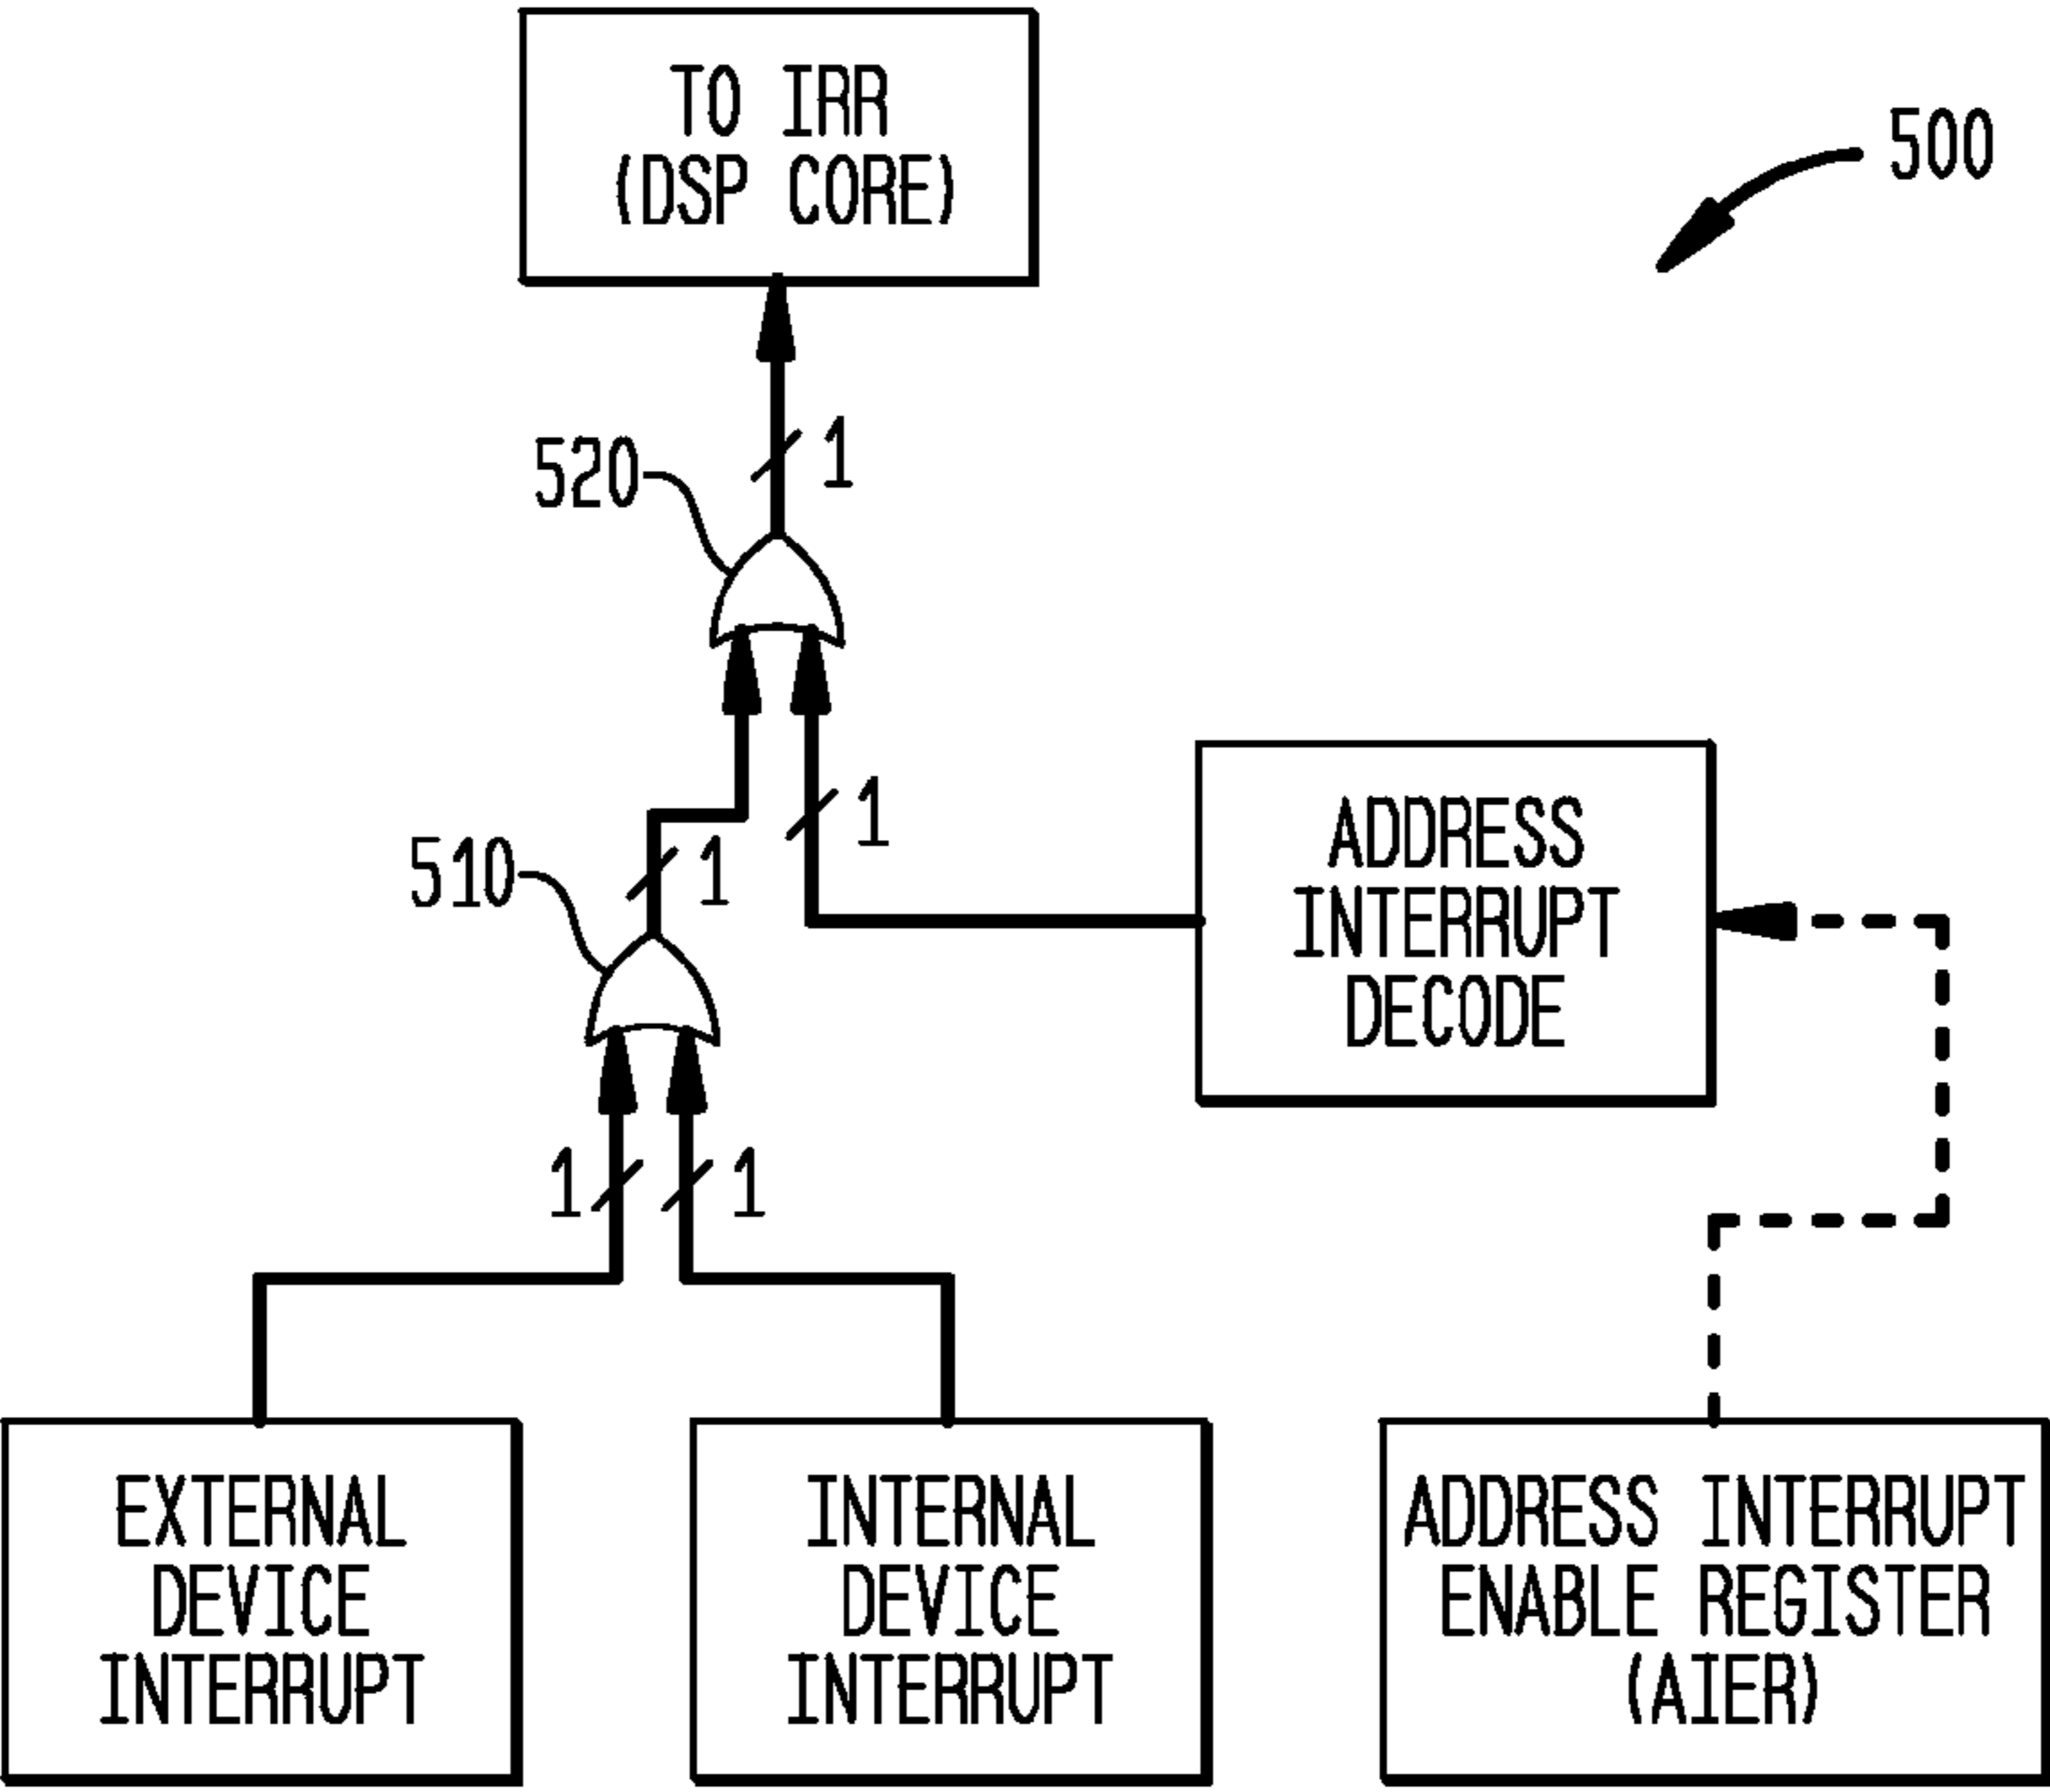 TO IRR
(DSP CORE)
500
520
1
1
510
1
ADDRESS
INTERRUPT
DECODE
1
1
EXTERNAL
DEVICE
INTERRUPT
INTERNAL
DEVICE
INTERRUPT
ADDRESS INTERRUPT
ENABLE REGISTER
(AIER)